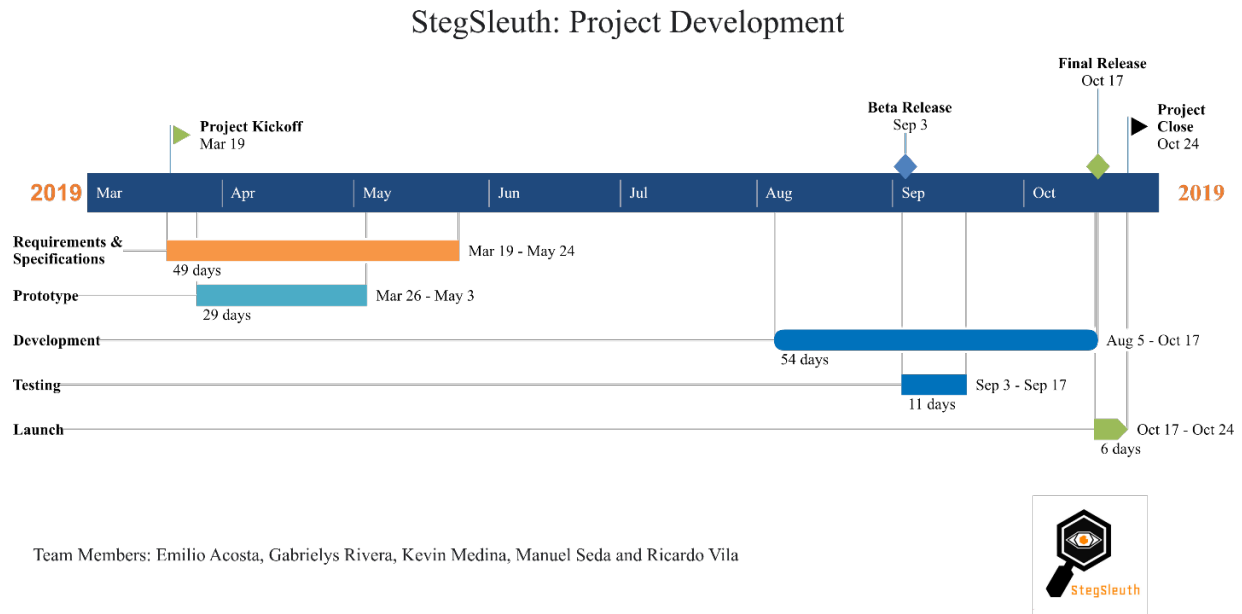 StegSleuth: Project Development
Final Release
Oct 17
Beta Release
Sep 3
Project
Close
Oct 24
Project Kickoff
Mar 19
2019 Mar Apr May Jun Jul Aug Sep Oct 2019
Requirements &
Specifications
Mar 19 - May 24
49 days
Prototype
Mar 26 - May 3
29 days
Development
Aug 5 - Oct 17
54 days
Testing
Sep 3 - Sep 17
11 days
Launch
Oct 17 - Oct 24
6 days
Team Members: Emilio Acosta, Gabrielys Rivera, Kevin Medina, Manuel Seda and Ricardo Vila
StegSleuth